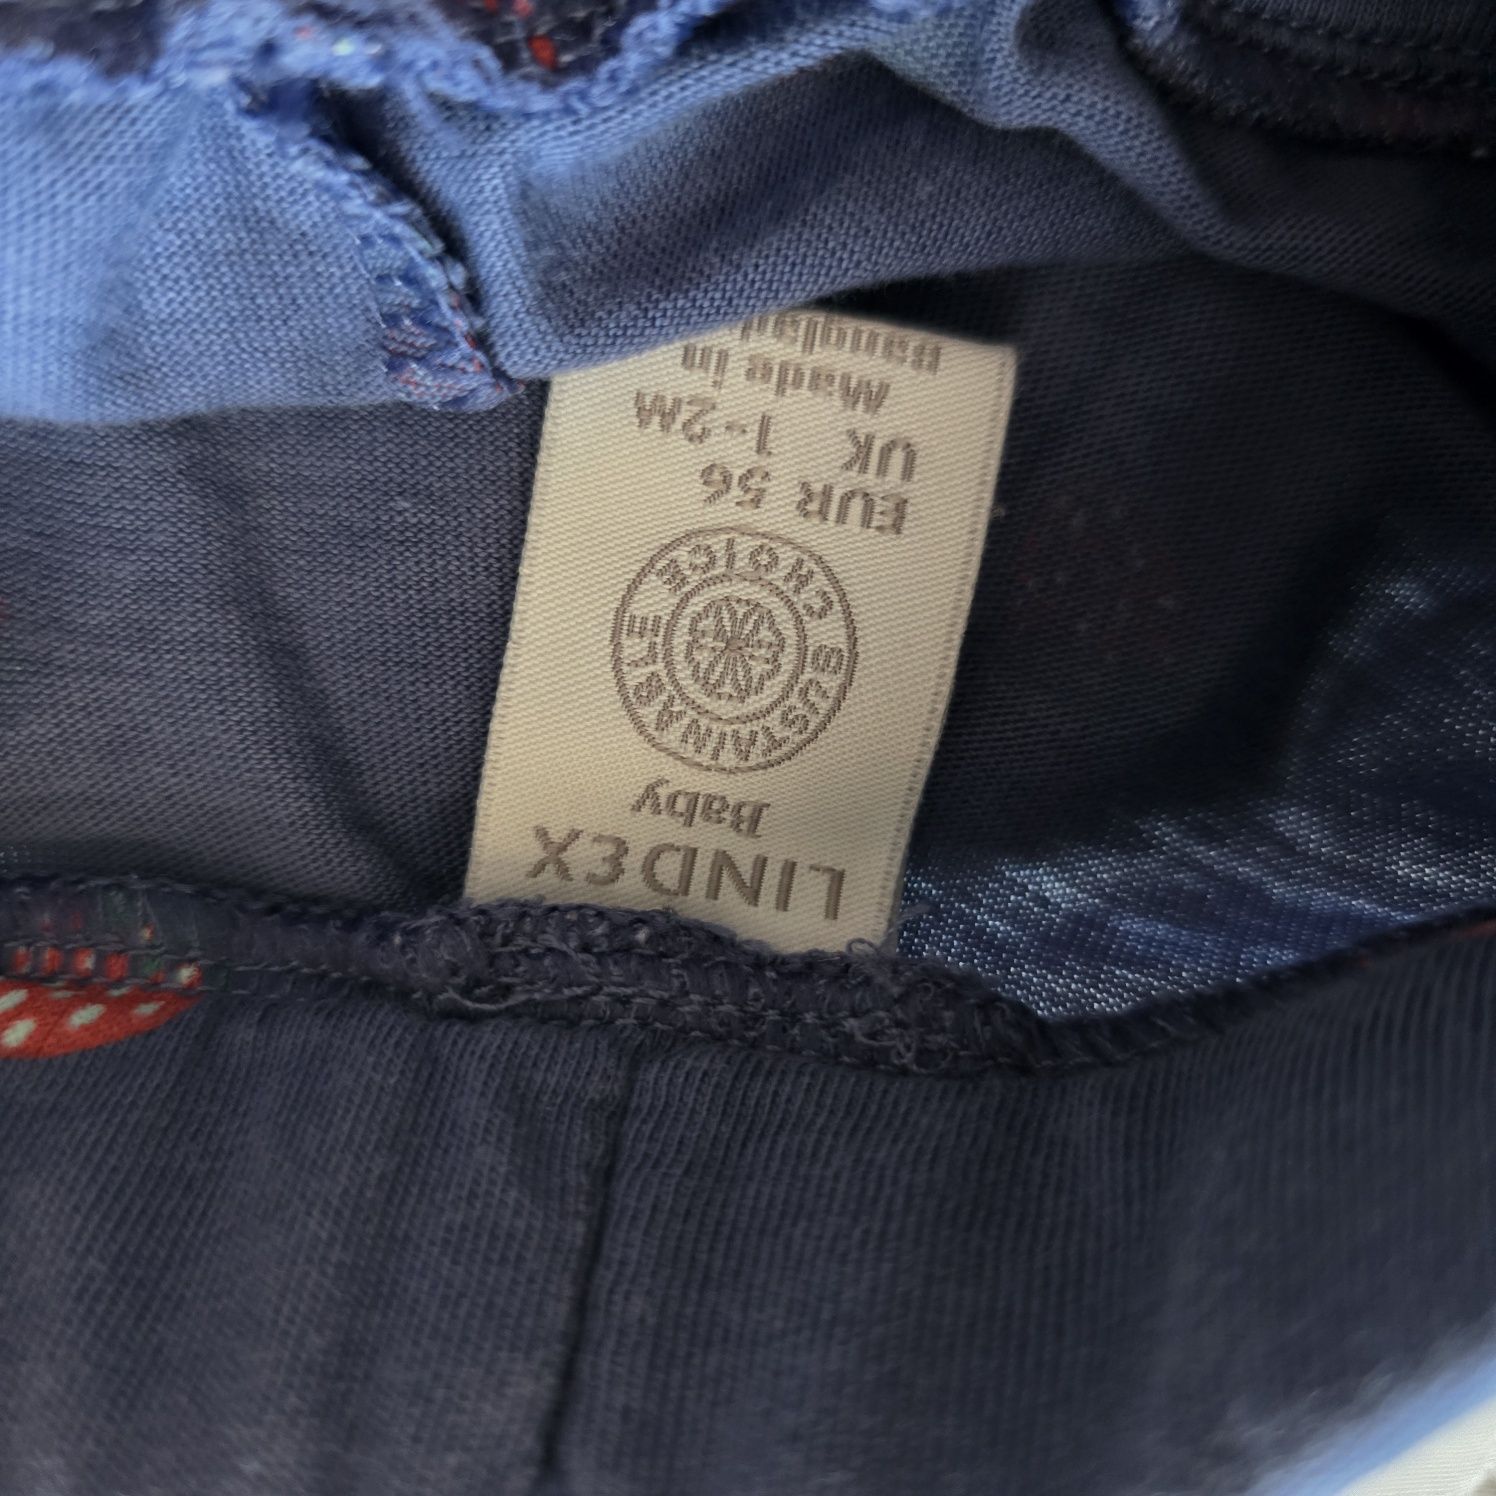 LINDEX
Baby
SUSTAINABLE CHOICE
EUR 56
UK 1-2M
Made in